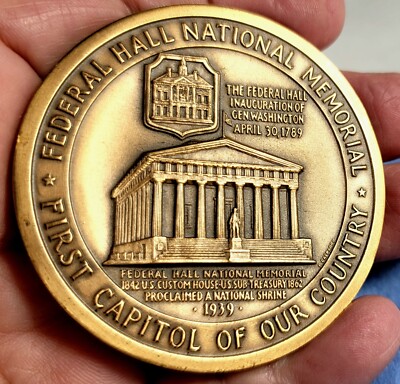 FEDERAL HALL NATIONAL MEMORIAL
THE FEDERAL HALL
INAUGURATION OF
GEN. WASHINGTON
APRIL 30, 1789
FEDERAL HALL NATIONAL MEMORIAL
1842 U.S. CUSTOM HOUSE-US. SUB-TREASURY 1862
PROCLAIMED A NATIONAL SHRINE
· 1939 ·
★ FIRST CAPITOL OF OUR COUNTRY ★